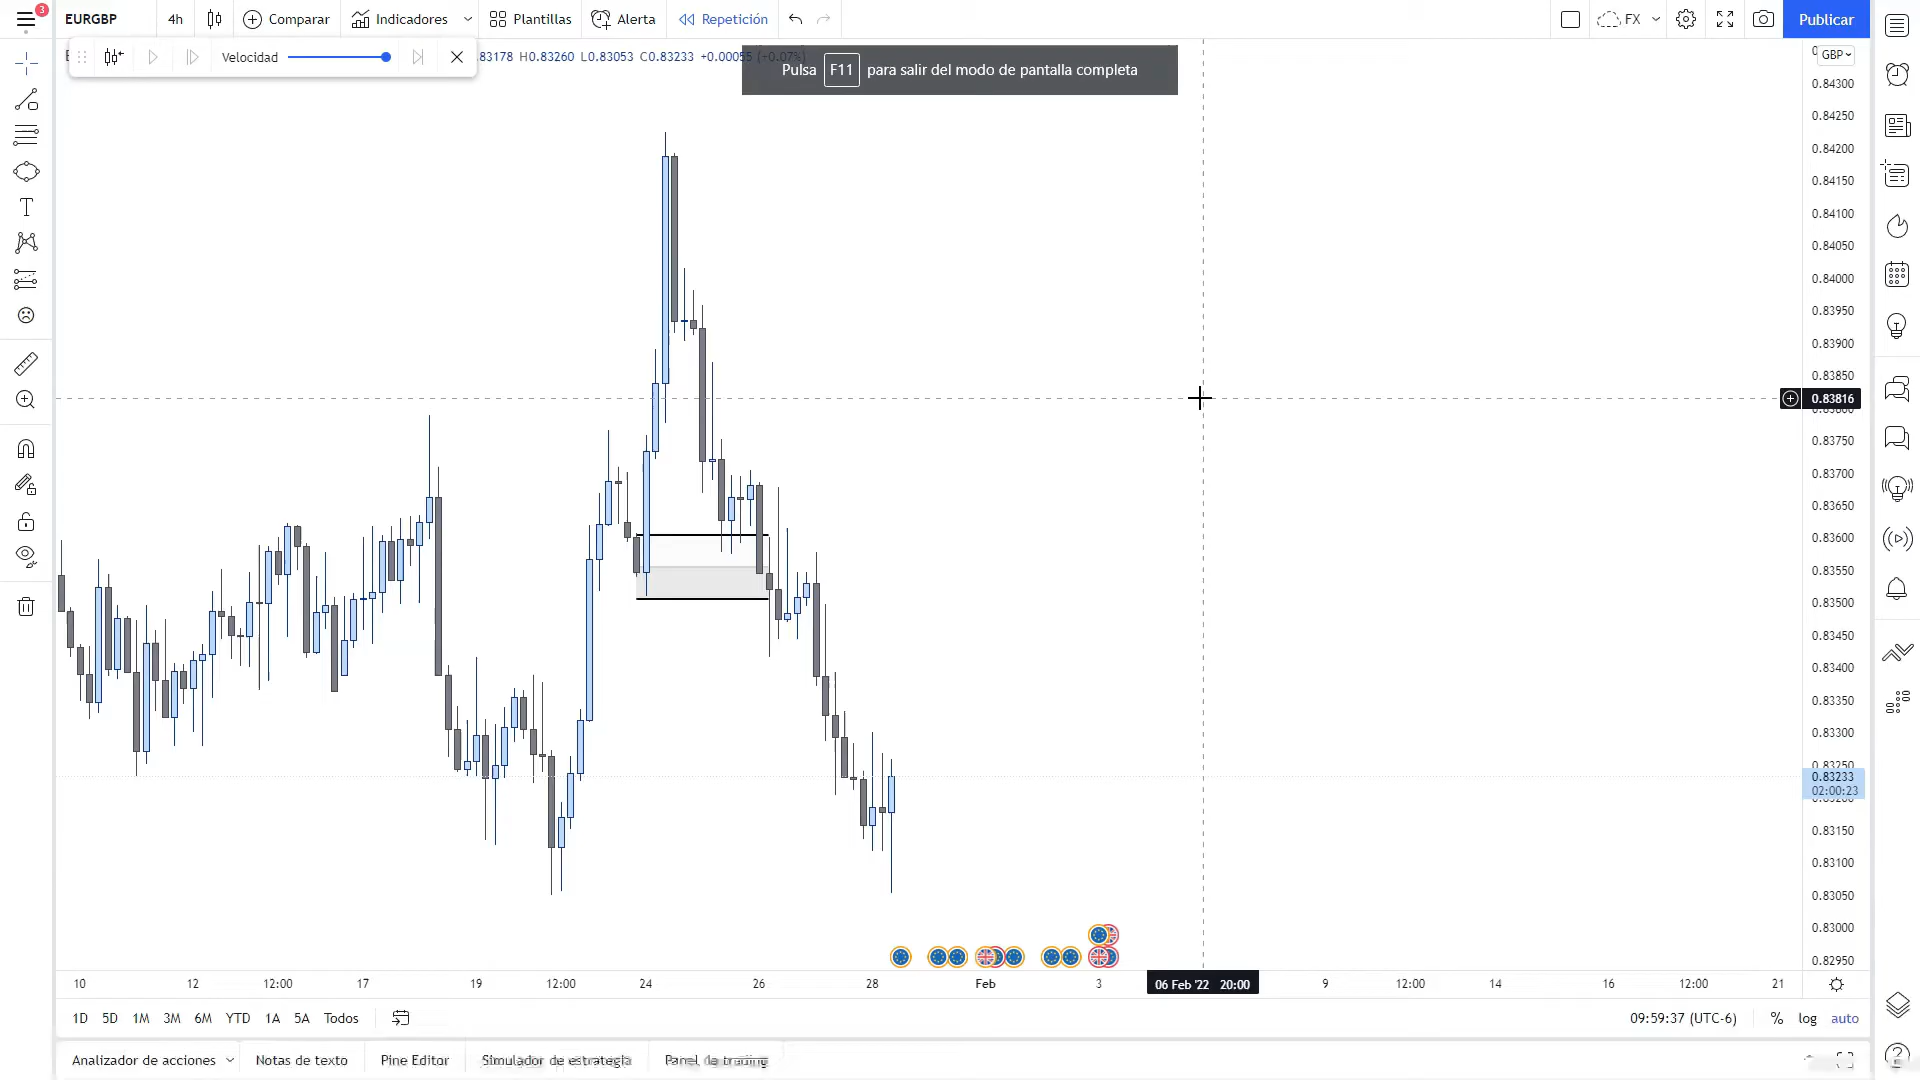 3
EURGBP
4h
Comparar
Indicadores
Plantillas
Alerta
Repetición
FX
Publicar
Velocidad
.83178 H0.83260 L0.83053 C0.83233 +0.00055 (+0.07%)
Pulsa F11 para salir del modo de pantalla completa
GBP
0.84300
0.84250
0.84200
0.84150
0.84100
0.84050
0.84000
0.83950
0.83900
0.83850
0.83816
0.83800
0.83750
0.83700
0.83650
0.83600
0.83550
0.83500
0.83450
0.83400
0.83350
0.83300
0.83250
0.83233
02:00:23
0.83150
0.83100
0.83050
0.83000
0.82950
10 12 12:00 17 19 12:00 24 26 28 Feb 3 06 Feb '22 20:00 9 12:00 14 16 12:00 21
1D 5D 1M 3M 6M YTD 1A 5A Todos
09:59:37 (UTC-6) % log auto
Analizador de acciones
Notas de texto
Pine Editor
Simulador de estrategia
Panel de trading